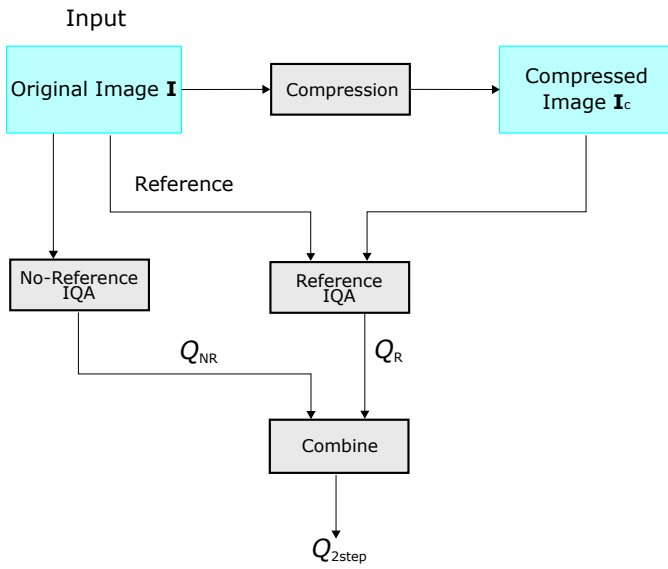 Input
Original Image I
Compression
Compressed
Image Ic
Reference
No-Reference
IQA
Reference
IQA
QNR
QR
Combine
Q2step